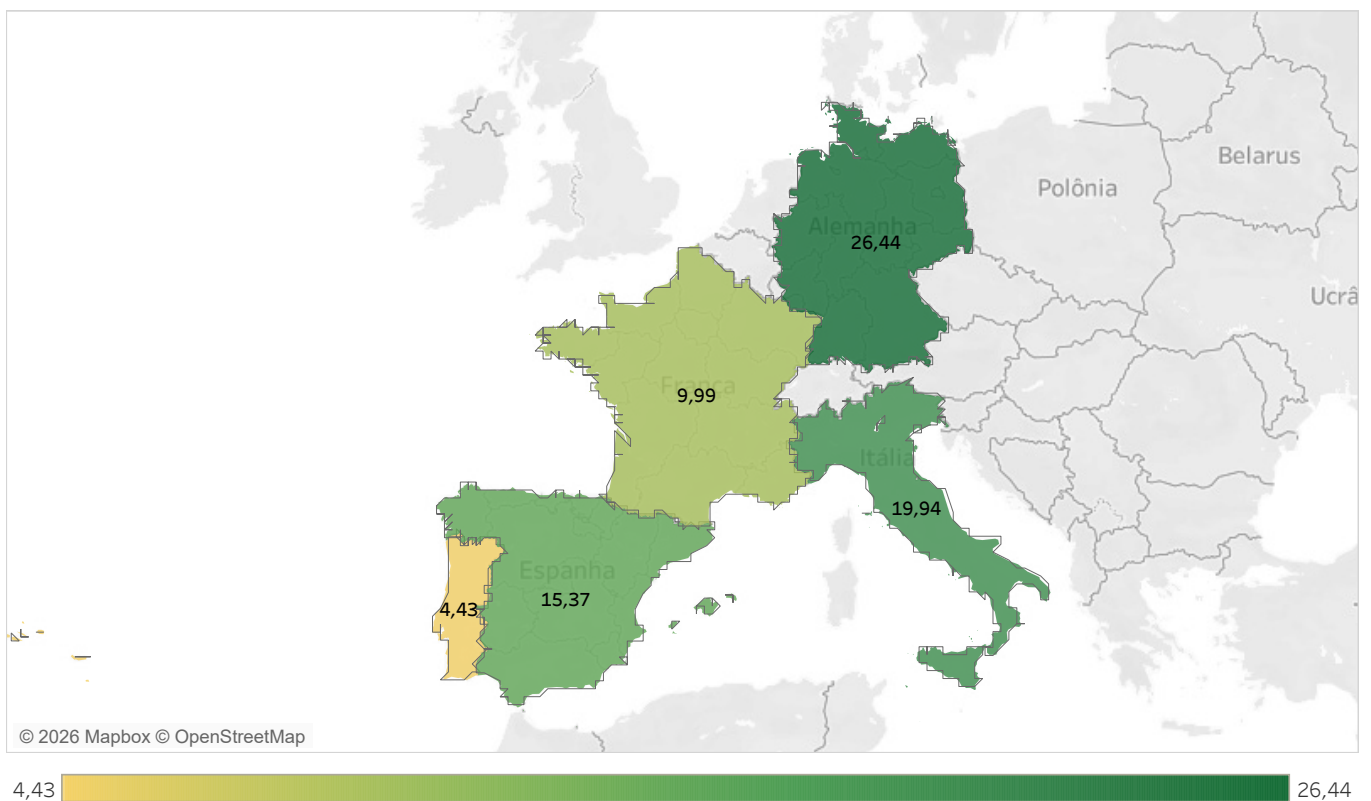 Belarus
Polônia
Alemanha
26,44
Ucrâ
França
9,99
Itália
19,94
Espanha
15,37
4,43
© 2026 Mapbox © OpenStreetMap
4,43
26,44